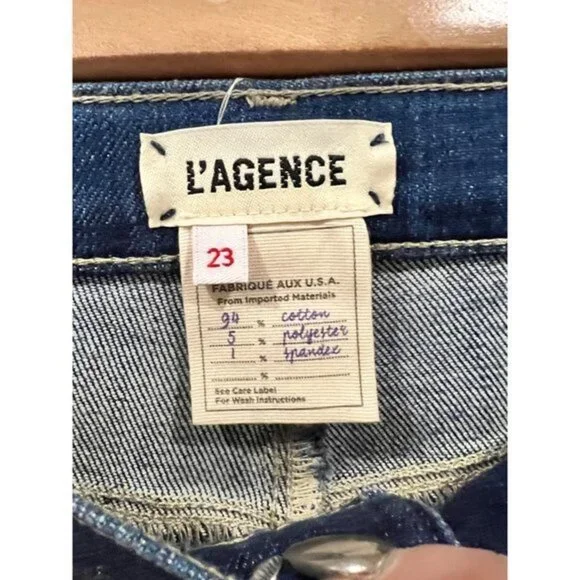 L'AGENCE
23
FABRIQUÉ AUX U.S.A.
From Imported Materials
94 % cotton
5 % polyester
1 % spandex
%
See Care Label
For Wash Instructions